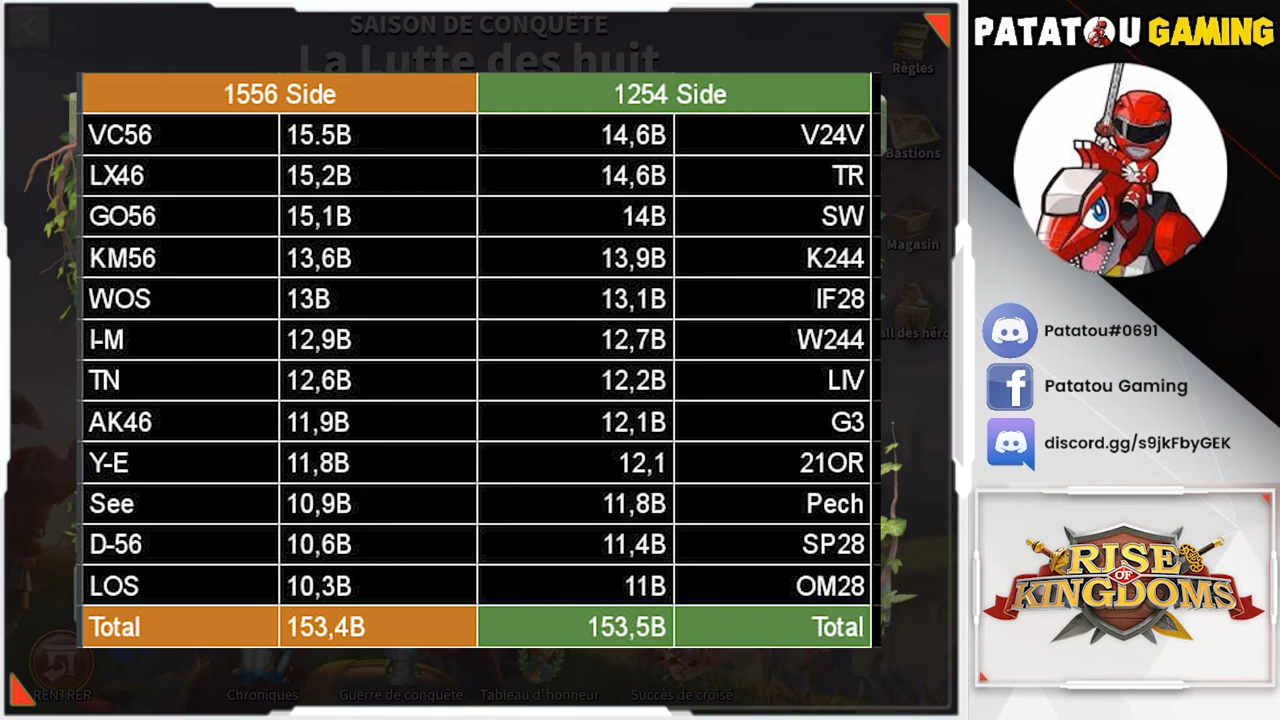 SAISON DE CONQUÊTE
La Lutte des huit
1556 Side 1254 Side
VC56 15.5B 14,6B V24V
LX46 15,2B 14,6B TR
GO56 15,1B 14B SW
KM56 13,6B 13,9B K244
WOS 13B 13,1B IF28
I-M 12,9B 12,7B W244
TN 12,6B 12,2B LIV
AK46 11,9B 12,1B G3
Y-E 11,8B 12,1 21OR
See 10,9B 11,8B Pech
D-56 10,6B 11,4B SP28
LOS 10,3B 11B OM28
Total 153,4B 153,5B Total
Règles
Bastions
Magasin
all des héro
RENTRER
Chroniques
Guerre de conquête
Tableau d'honneur
Succès de croisé
PATATOU GAMING
Patatou#0691
Patatou Gaming
discord.gg/s9jkFbyGEK
RISE
OF
KINGDOMS